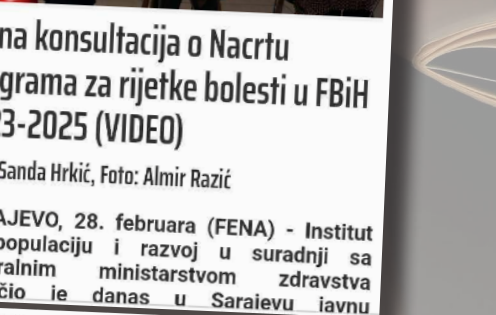 na konsultacija o Nacrtu
grama za rijetke bolesti u FBiH
3-2025 (VIDEO)
Sanda Hrkić, Foto: Almir Razić
AJEVO, 28. februara (FENA) - Institut
populaciju i razvoj u suradnji sa
ralnim ministarstvom zdravstva
čio je danas u Sarajevu javnu